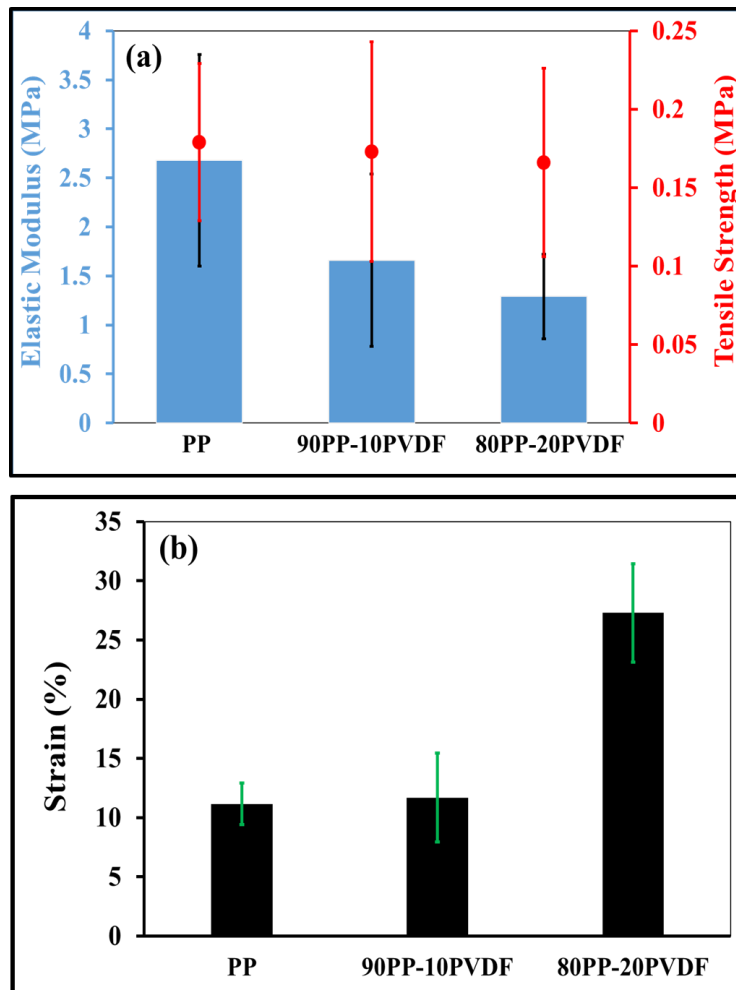 (a)
Elastic Modulus (MPa)
4
3.5
3
2.5
2
1.5
1
0.5
0
Tensile Strength (MPa)
0.25
0.2
0.15
0.1
0.05
0
PP
90PP-10PVDF
80PP-20PVDF
(b)
Strain (%)
35
30
25
20
15
10
5
0
PP
90PP-10PVDF
80PP-20PVDF